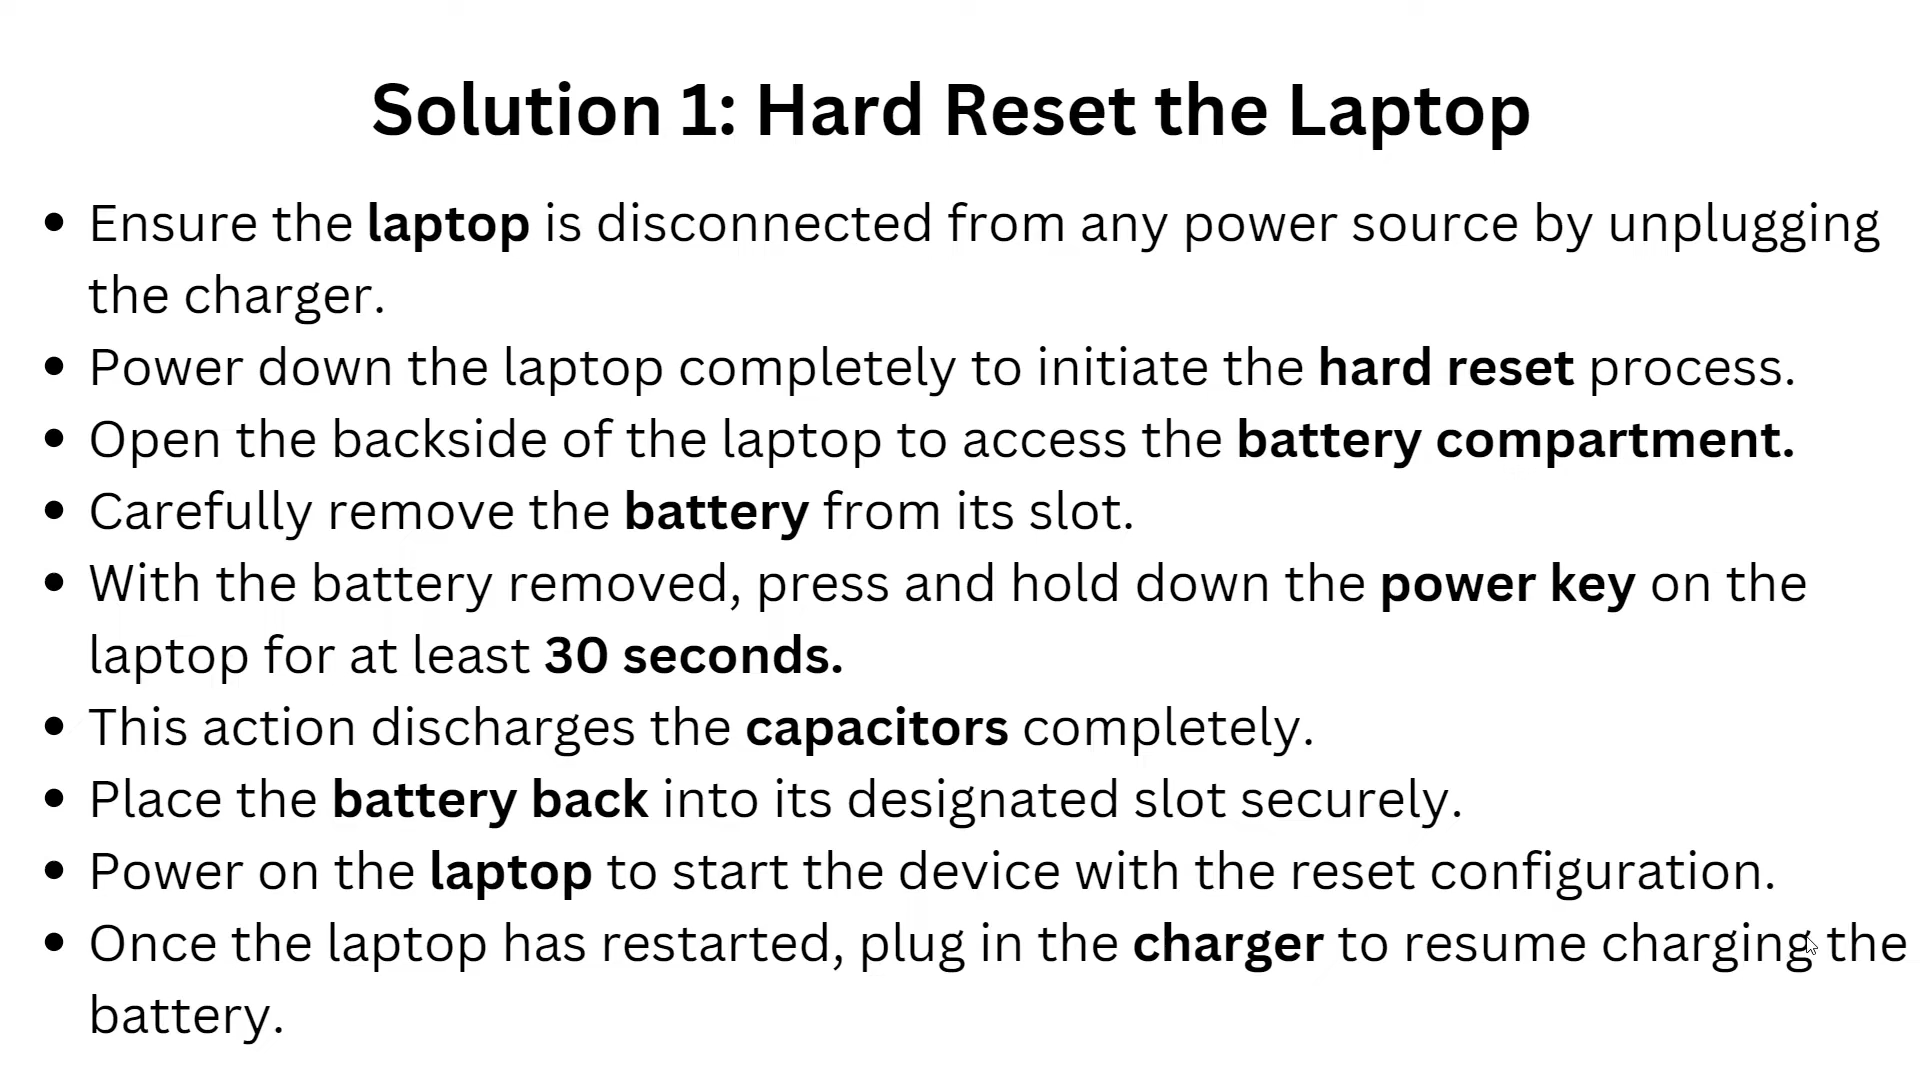 Solution 1: Hard Reset the Laptop
• Ensure the laptop is disconnected from any power source by unplugging
the charger.
• Power down the laptop completely to initiate the hard reset process.
• Open the backside of the laptop to access the battery compartment.
• Carefully remove the battery from its slot.
• With the battery removed, press and hold down the power key on the
laptop for at least 30 seconds.
• This action discharges the capacitors completely.
• Place the battery back into its designated slot securely.
• Power on the laptop to start the device with the reset configuration.
• Once the laptop has restarted, plug in the charger to resume charging the
battery.